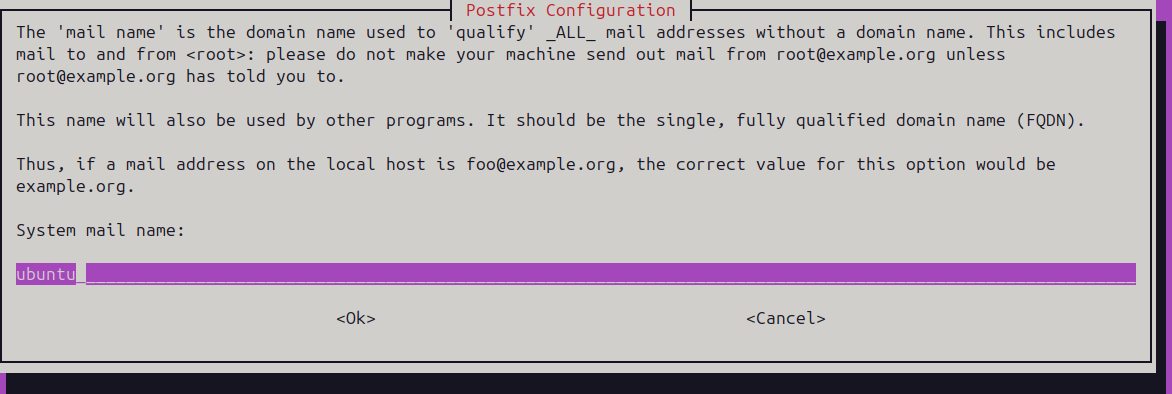 Postfix Configuration
The 'mail name' is the domain name used to 'qualify' _ALL_ mail addresses without a domain name. This includes
mail to and from <root>: please do not make your machine send out mail from root@example.org unless
root@example.org has told you to.
This name will also be used by other programs. It should be the single, fully qualified domain name (FQDN).
Thus, if a mail address on the local host is foo@example.org, the correct value for this option would be
example.org.
System mail name:
ubuntu
<Ok> <Cancel>